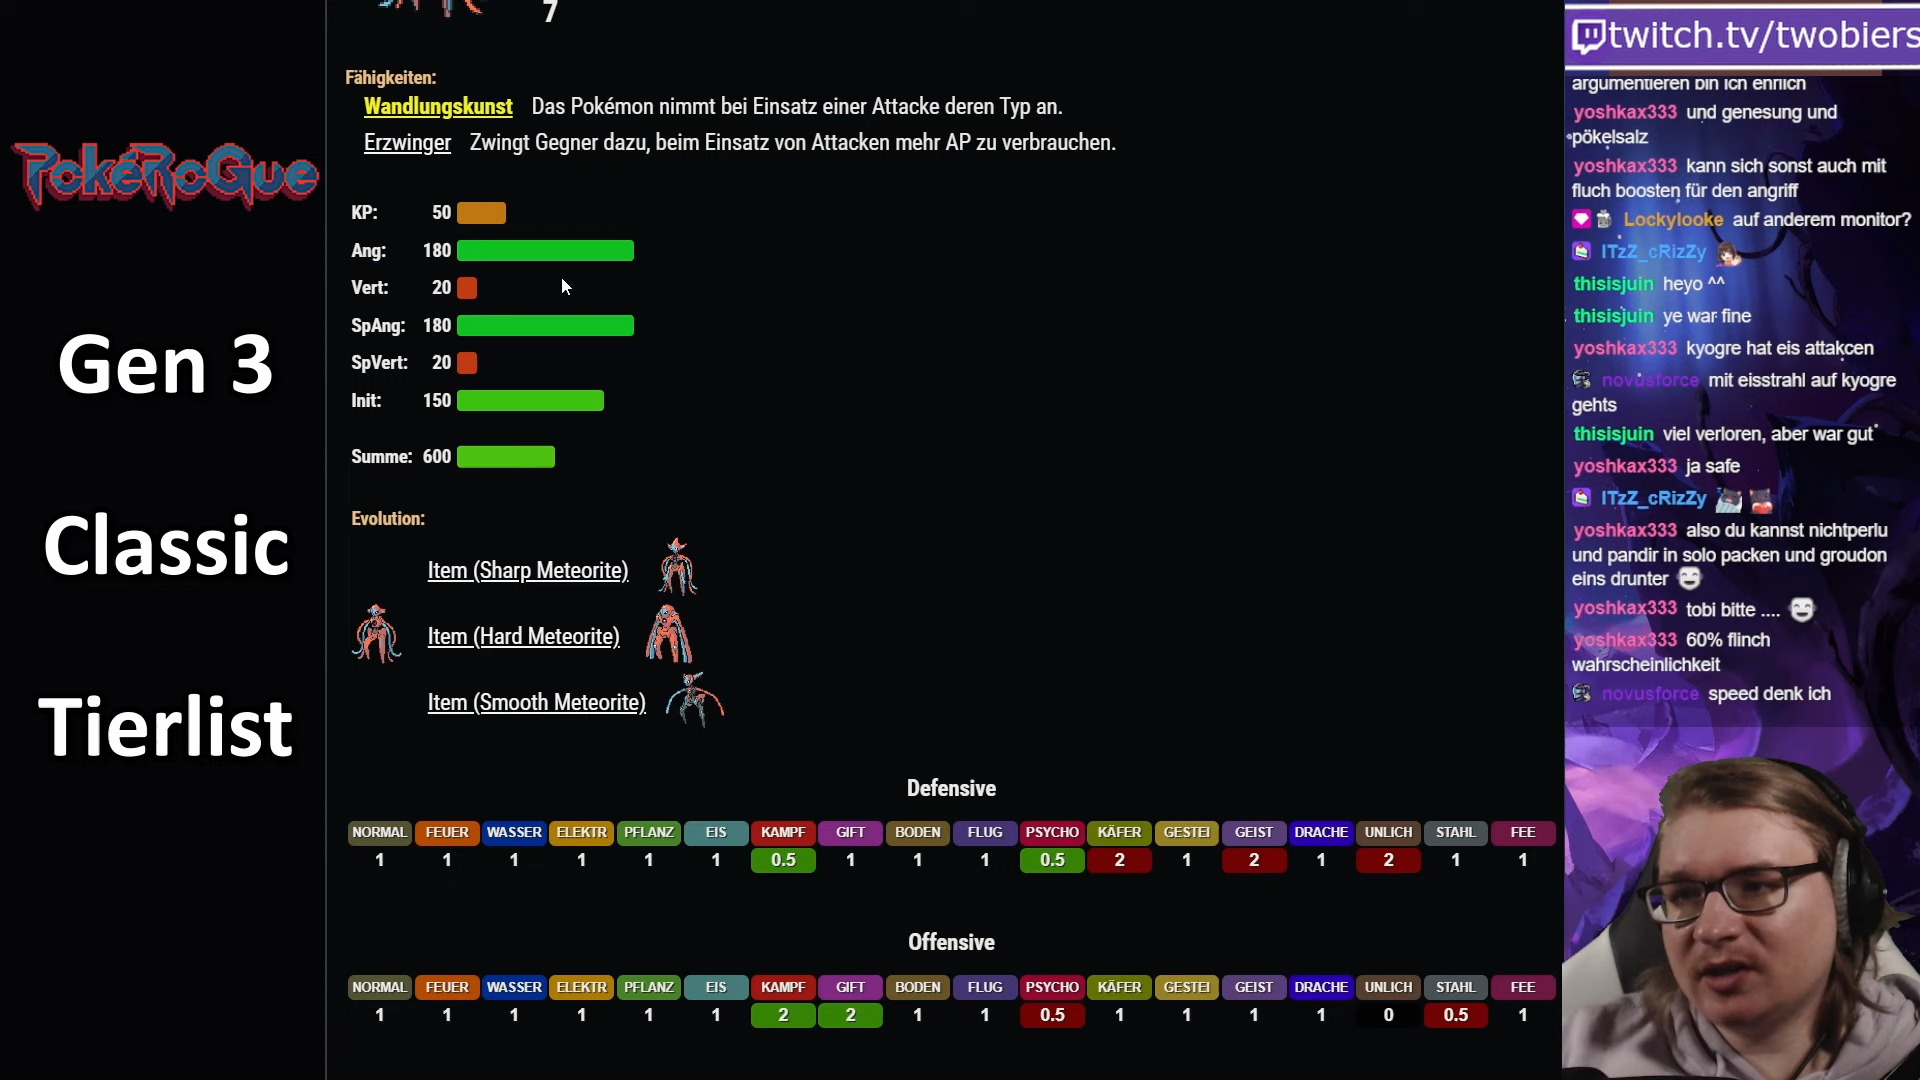 PokéRoGue
Gen 3
Classic
Tierlist
7
Fähigkeiten:
Wandlungskunst Das Pokémon nimmt bei Einsatz einer Attacke deren Typ an.
Erzwinger Zwingt Gegner dazu, beim Einsatz von Attacken mehr AP zu verbrauchen.
KP: 50
Ang: 180
Vert: 20
SpAng: 180
SpVert: 20
Init: 150
Summe: 600
Evolution:
Item (Sharp Meteorite)
Item (Hard Meteorite)
Item (Smooth Meteorite)
Defensive
NORMAL FEUER WASSER ELEKTR PFLANZ EIS KAMPF GIFT BODEN FLUG PSYCHO KÄFER GESTEI GEIST DRACHE UNLICH STAHL FEE
1 1 1 1 1 1 0.5 1 1 1 0.5 2 1 2 1 2 1 1
Offensive
NORMAL FEUER WASSER ELEKTR PFLANZ EIS KAMPF GIFT BODEN FLUG PSYCHO KÄFER GESTEI GEIST DRACHE UNLICH STAHL FEE
1 1 1 1 1 1 2 2 1 1 0.5 1 1 1 1 0 0.5 1
twitch.tv/twobiers
argumentieren bin ich ehrlich
yoshkax333 und genesung und
pökelsalz
yoshkax333 kann sich sonst auch mit
fluch boosten für den angriff
Lockylooke auf anderem monitor?
ITzZ_cRizZy
thisisjuin heyo ^^
thisisjuin ye war fine
yoshkax333 kyogre hat eis attakcen
novusforce mit eisstrahl auf kyogre
gehts
thisisjuin viel verloren, aber war gut
yoshkax333 ja safe
ITzZ_cRizZy
yoshkax333 also du kannst nichtperlu
und pandir in solo packen und groudon
eins drunter
yoshkax333 tobi bitte ....
yoshkax333 60% flinch
wahrscheinlichkeit
novusforce speed denk ich